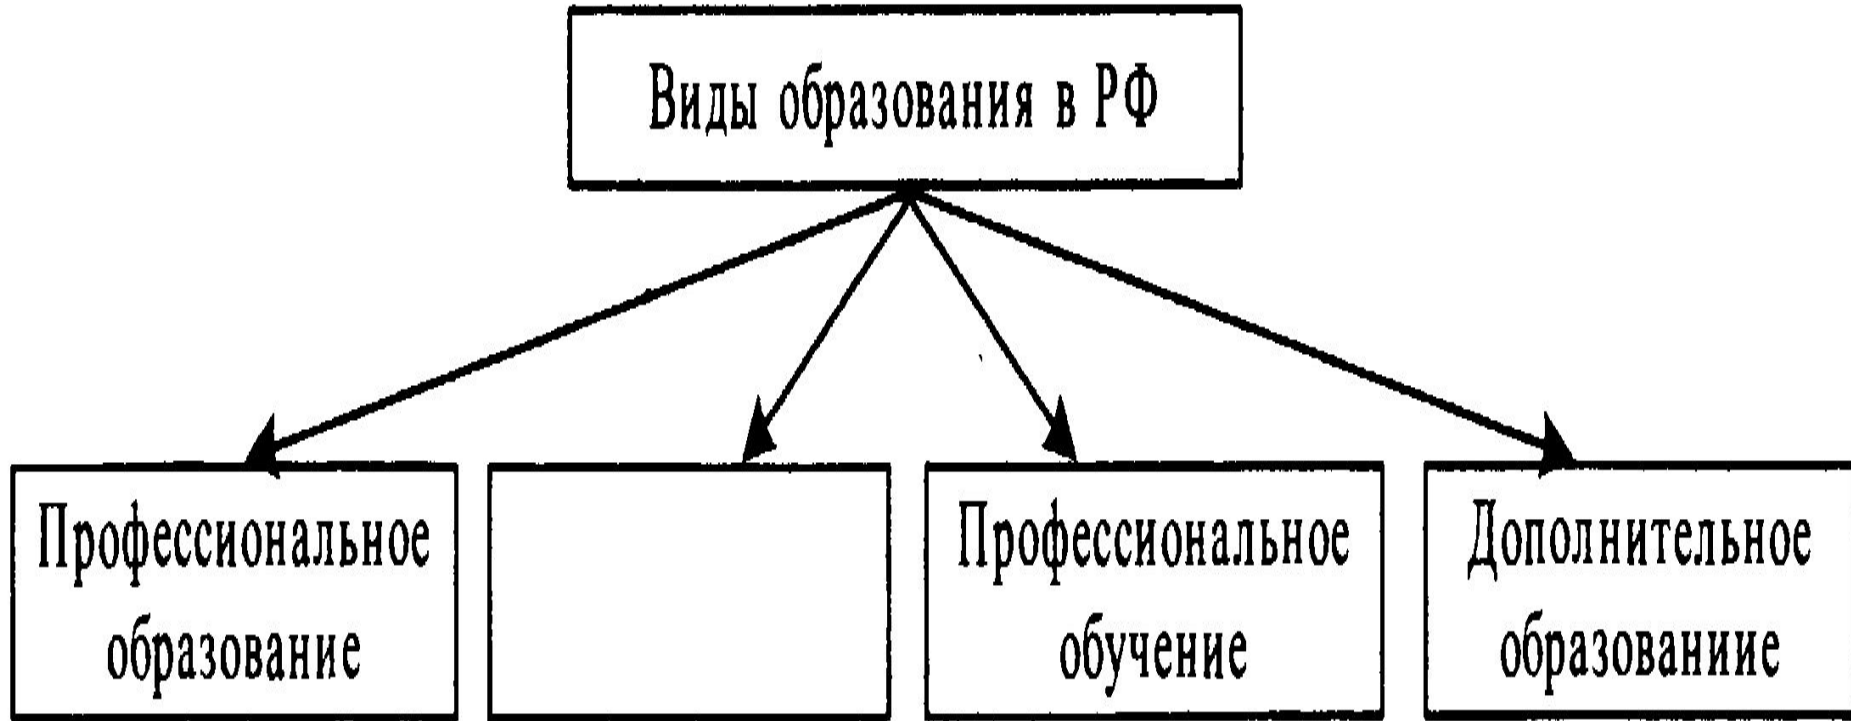 Виды образования в РФ
Профессиональное
образование
Профессиональное
обучение
Дополнительное
образованиие